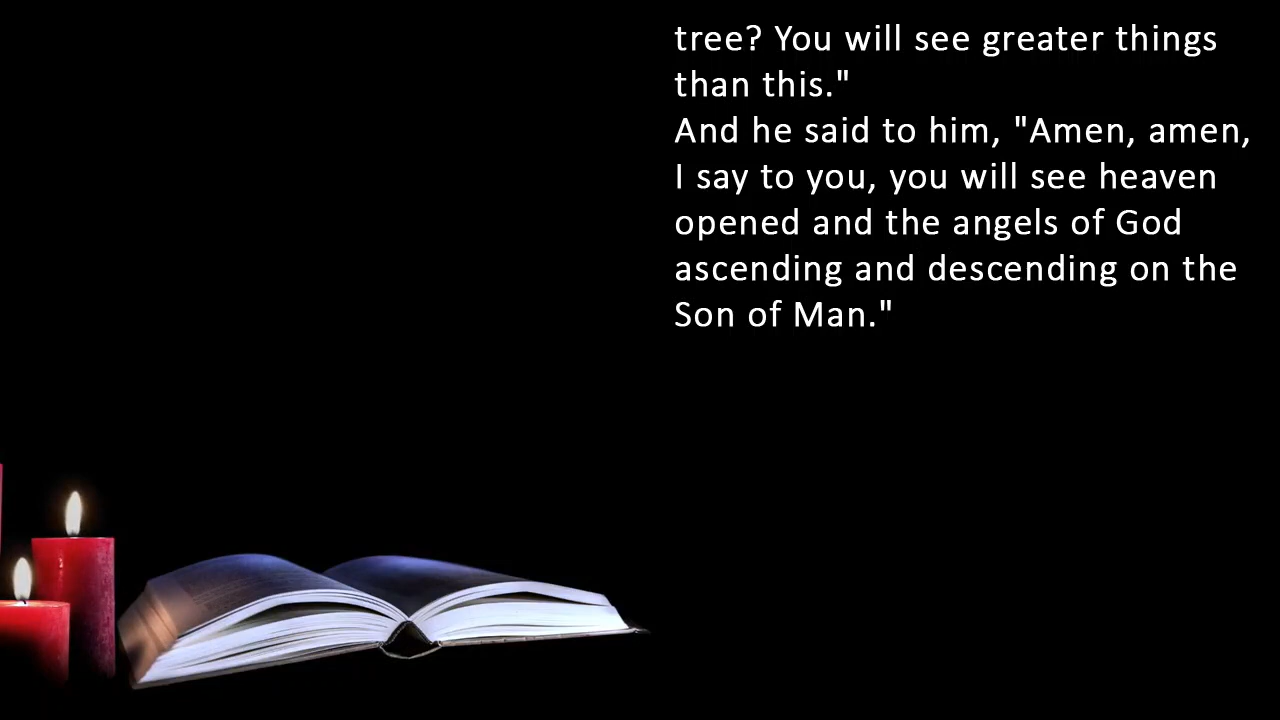 tree? You will see greater things
than this."
And he said to him, "Amen, amen,
I say to you, you will see heaven
opened and the angels of God
ascending and descending on the
Son of Man."